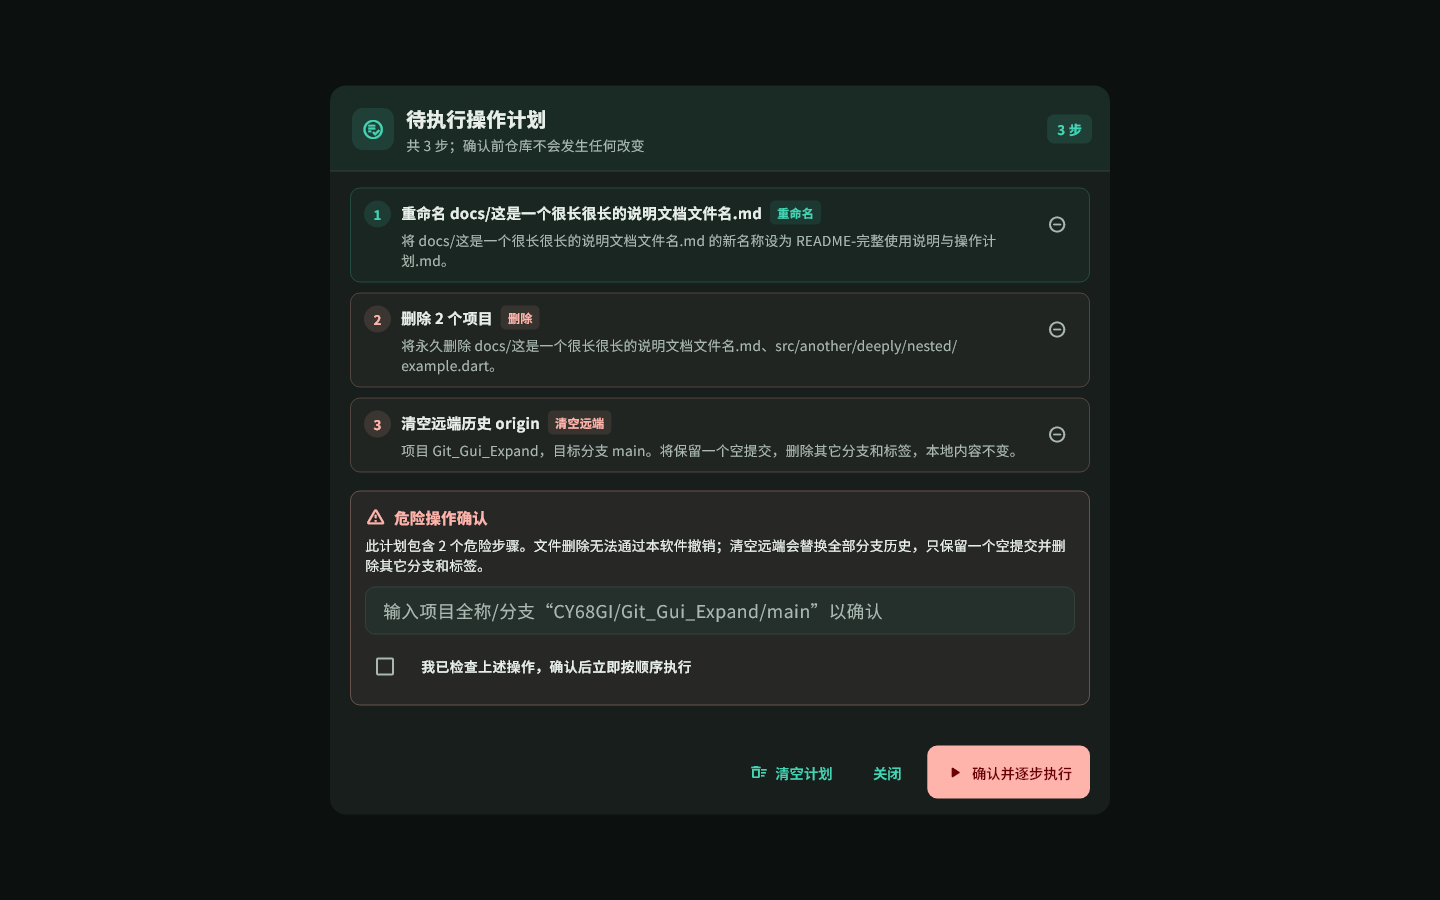 待执行操作计划
共 3 步；确认前仓库不会发生任何改变
3 步
1
重命名 docs/这是一个很长很长的说明文档文件名.md
重命名
将 docs/这是一个很长很长的说明文档文件名.md 的新名称设为 README-完整使用说明与操作计
划.md。
2
删除 2 个项目
删除
将永久删除 docs/这是一个很长很长的说明文档文件名.md、src/another/deeply/nested/
example.dart。
3
清空远端历史 origin
清空远端
项目 Git_Gui_Expand，目标分支 main。将保留一个空提交，删除其它分支和标签，本地内容不变。
危险操作确认
此计划包含 2 个危险步骤。文件删除无法通过本软件撤销；清空远端会替换全部分支历史，只保留一个空提交并删
除其它分支和标签。
输入项目全称/分支“CY68GI/Git_Gui_Expand/main”以确认
我已检查上述操作，确认后立即按顺序执行
清空计划
关闭
确认并逐步执行